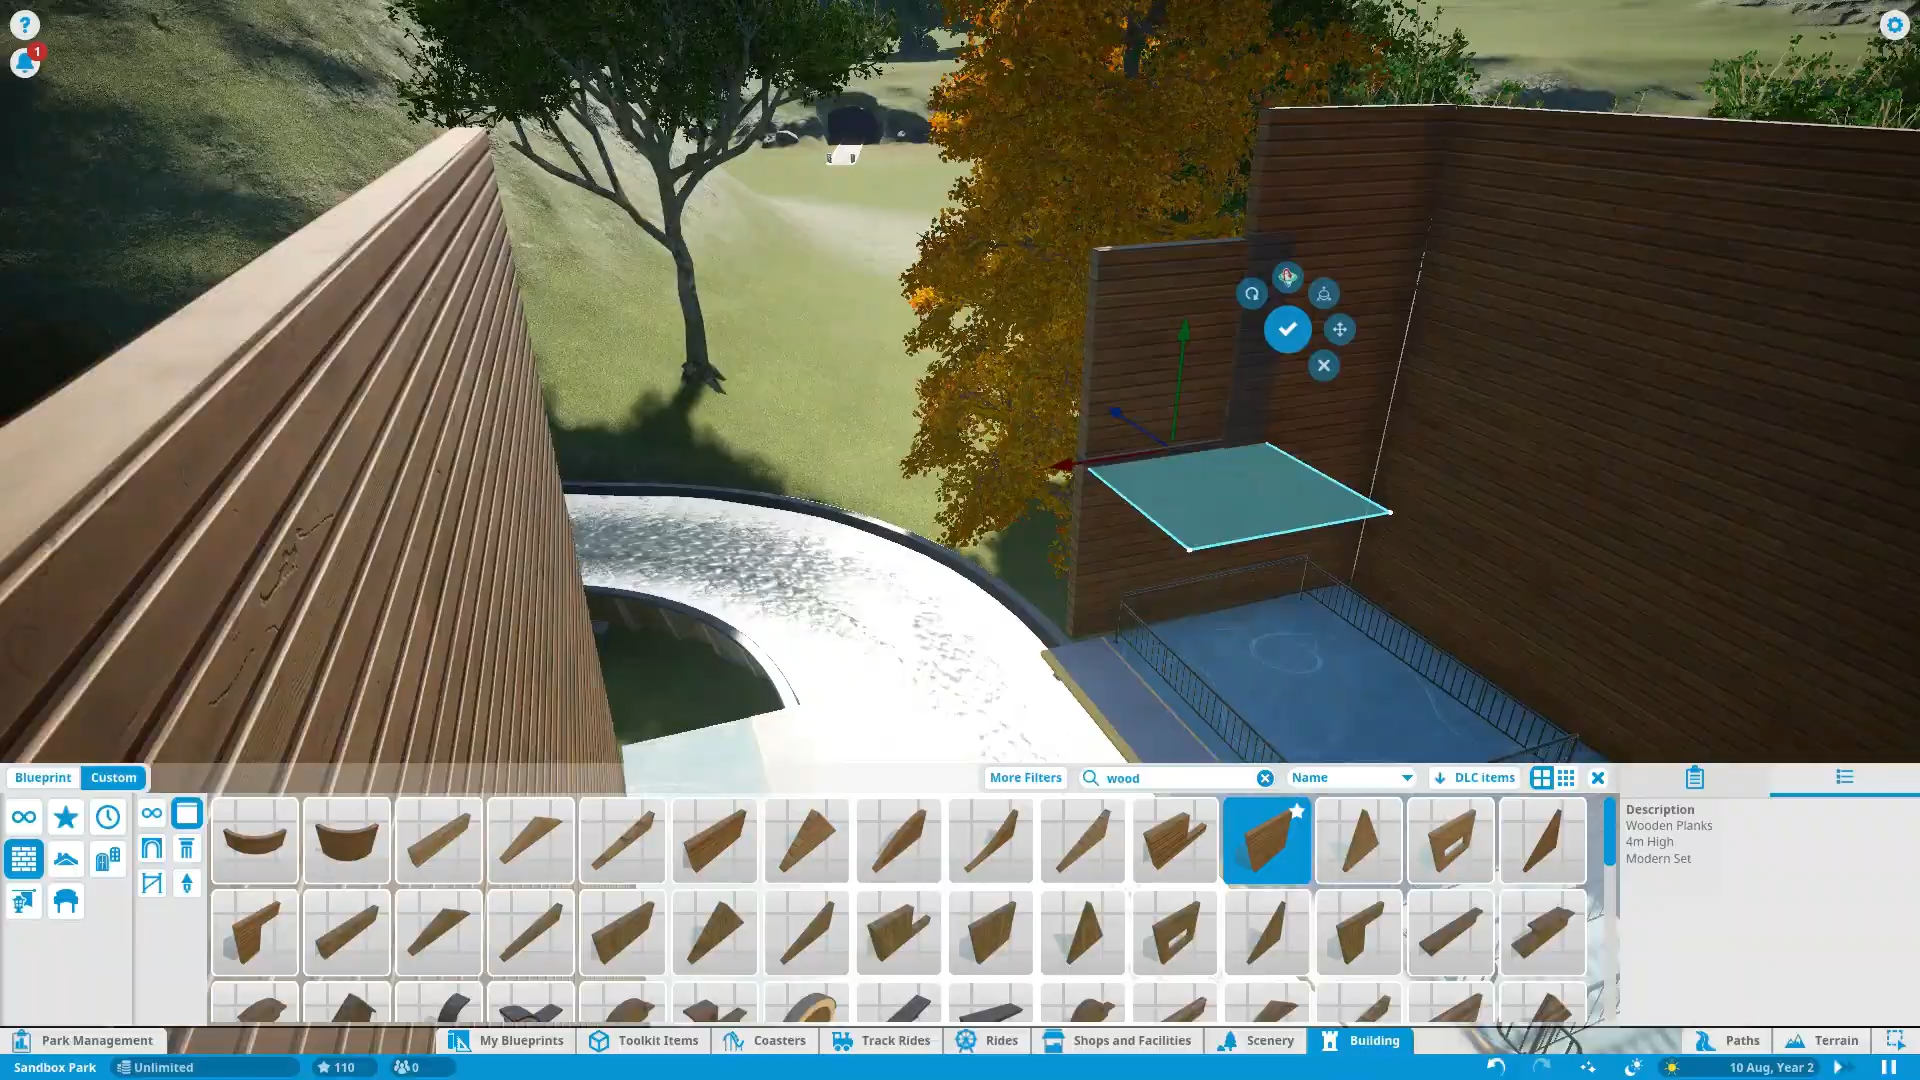 ?
1
Blueprint
Custom
More Filters
wood
Name
DLC items
Description
Wooden Planks
4m High
Modern Set
Park Management
My Blueprints
Toolkit Items
Coasters
Track Rides
Rides
Shops and Facilities
Scenery
Building
Paths
Terrain
Sandbox Park
Unlimited
110
0
10 Aug, Year 2